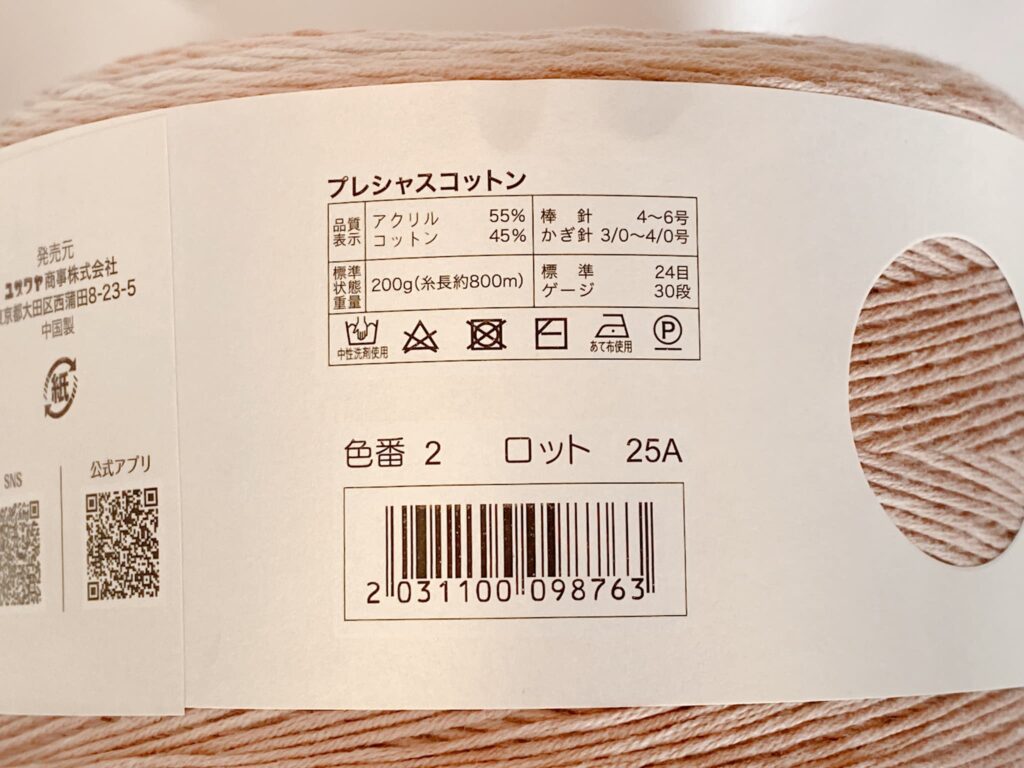 発売元
ユザワヤ商事株式会社
京都大田区西蒲田8-23-5
中国製
紙
SNS
公式アプリ
プレシャスコットン
品質表示
アクリル 55%
コットン 45%
棒針 4〜6号
かぎ針 3/0〜4/0号
標準状態重量
200g(糸長約800m)
標準ゲージ
24目
30段
中性洗剤使用
あて布使用
P
色番 2 ロット 25A
2 031100 098763